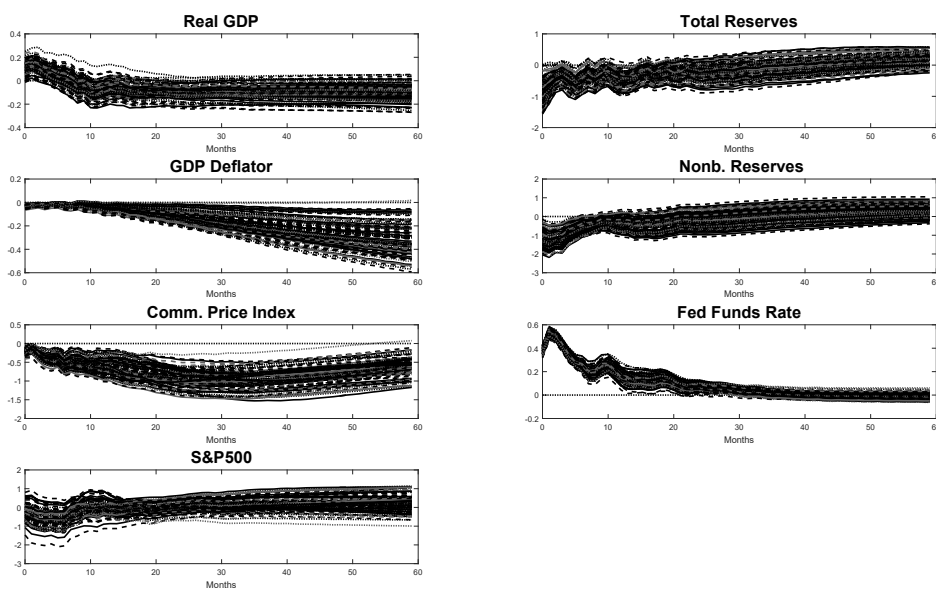 Real GDP
0.4
0.2
0
-0.2
-0.4
0 10 20 30 40 50 60
Months
Total Reserves
1
0
-1
-2
0 10 20 30 40 50 60
Months
GDP Deflator
0.2
0
-0.2
-0.4
-0.6
0 10 20 30 40 50 60
Months
Nonb. Reserves
2
1
0
-1
-2
-3
0 10 20 30 40 50 60
Months
Comm. Price Index
0.5
0
-0.5
-1
-1.5
-2
0 10 20 30 40 50 60
Months
Fed Funds Rate
0.6
0.4
0.2
0
-0.2
0 10 20 30 40 50 60
Months
S&P500
2
1
0
-1
-2
-3
0 10 20 30 40 50 60
Months